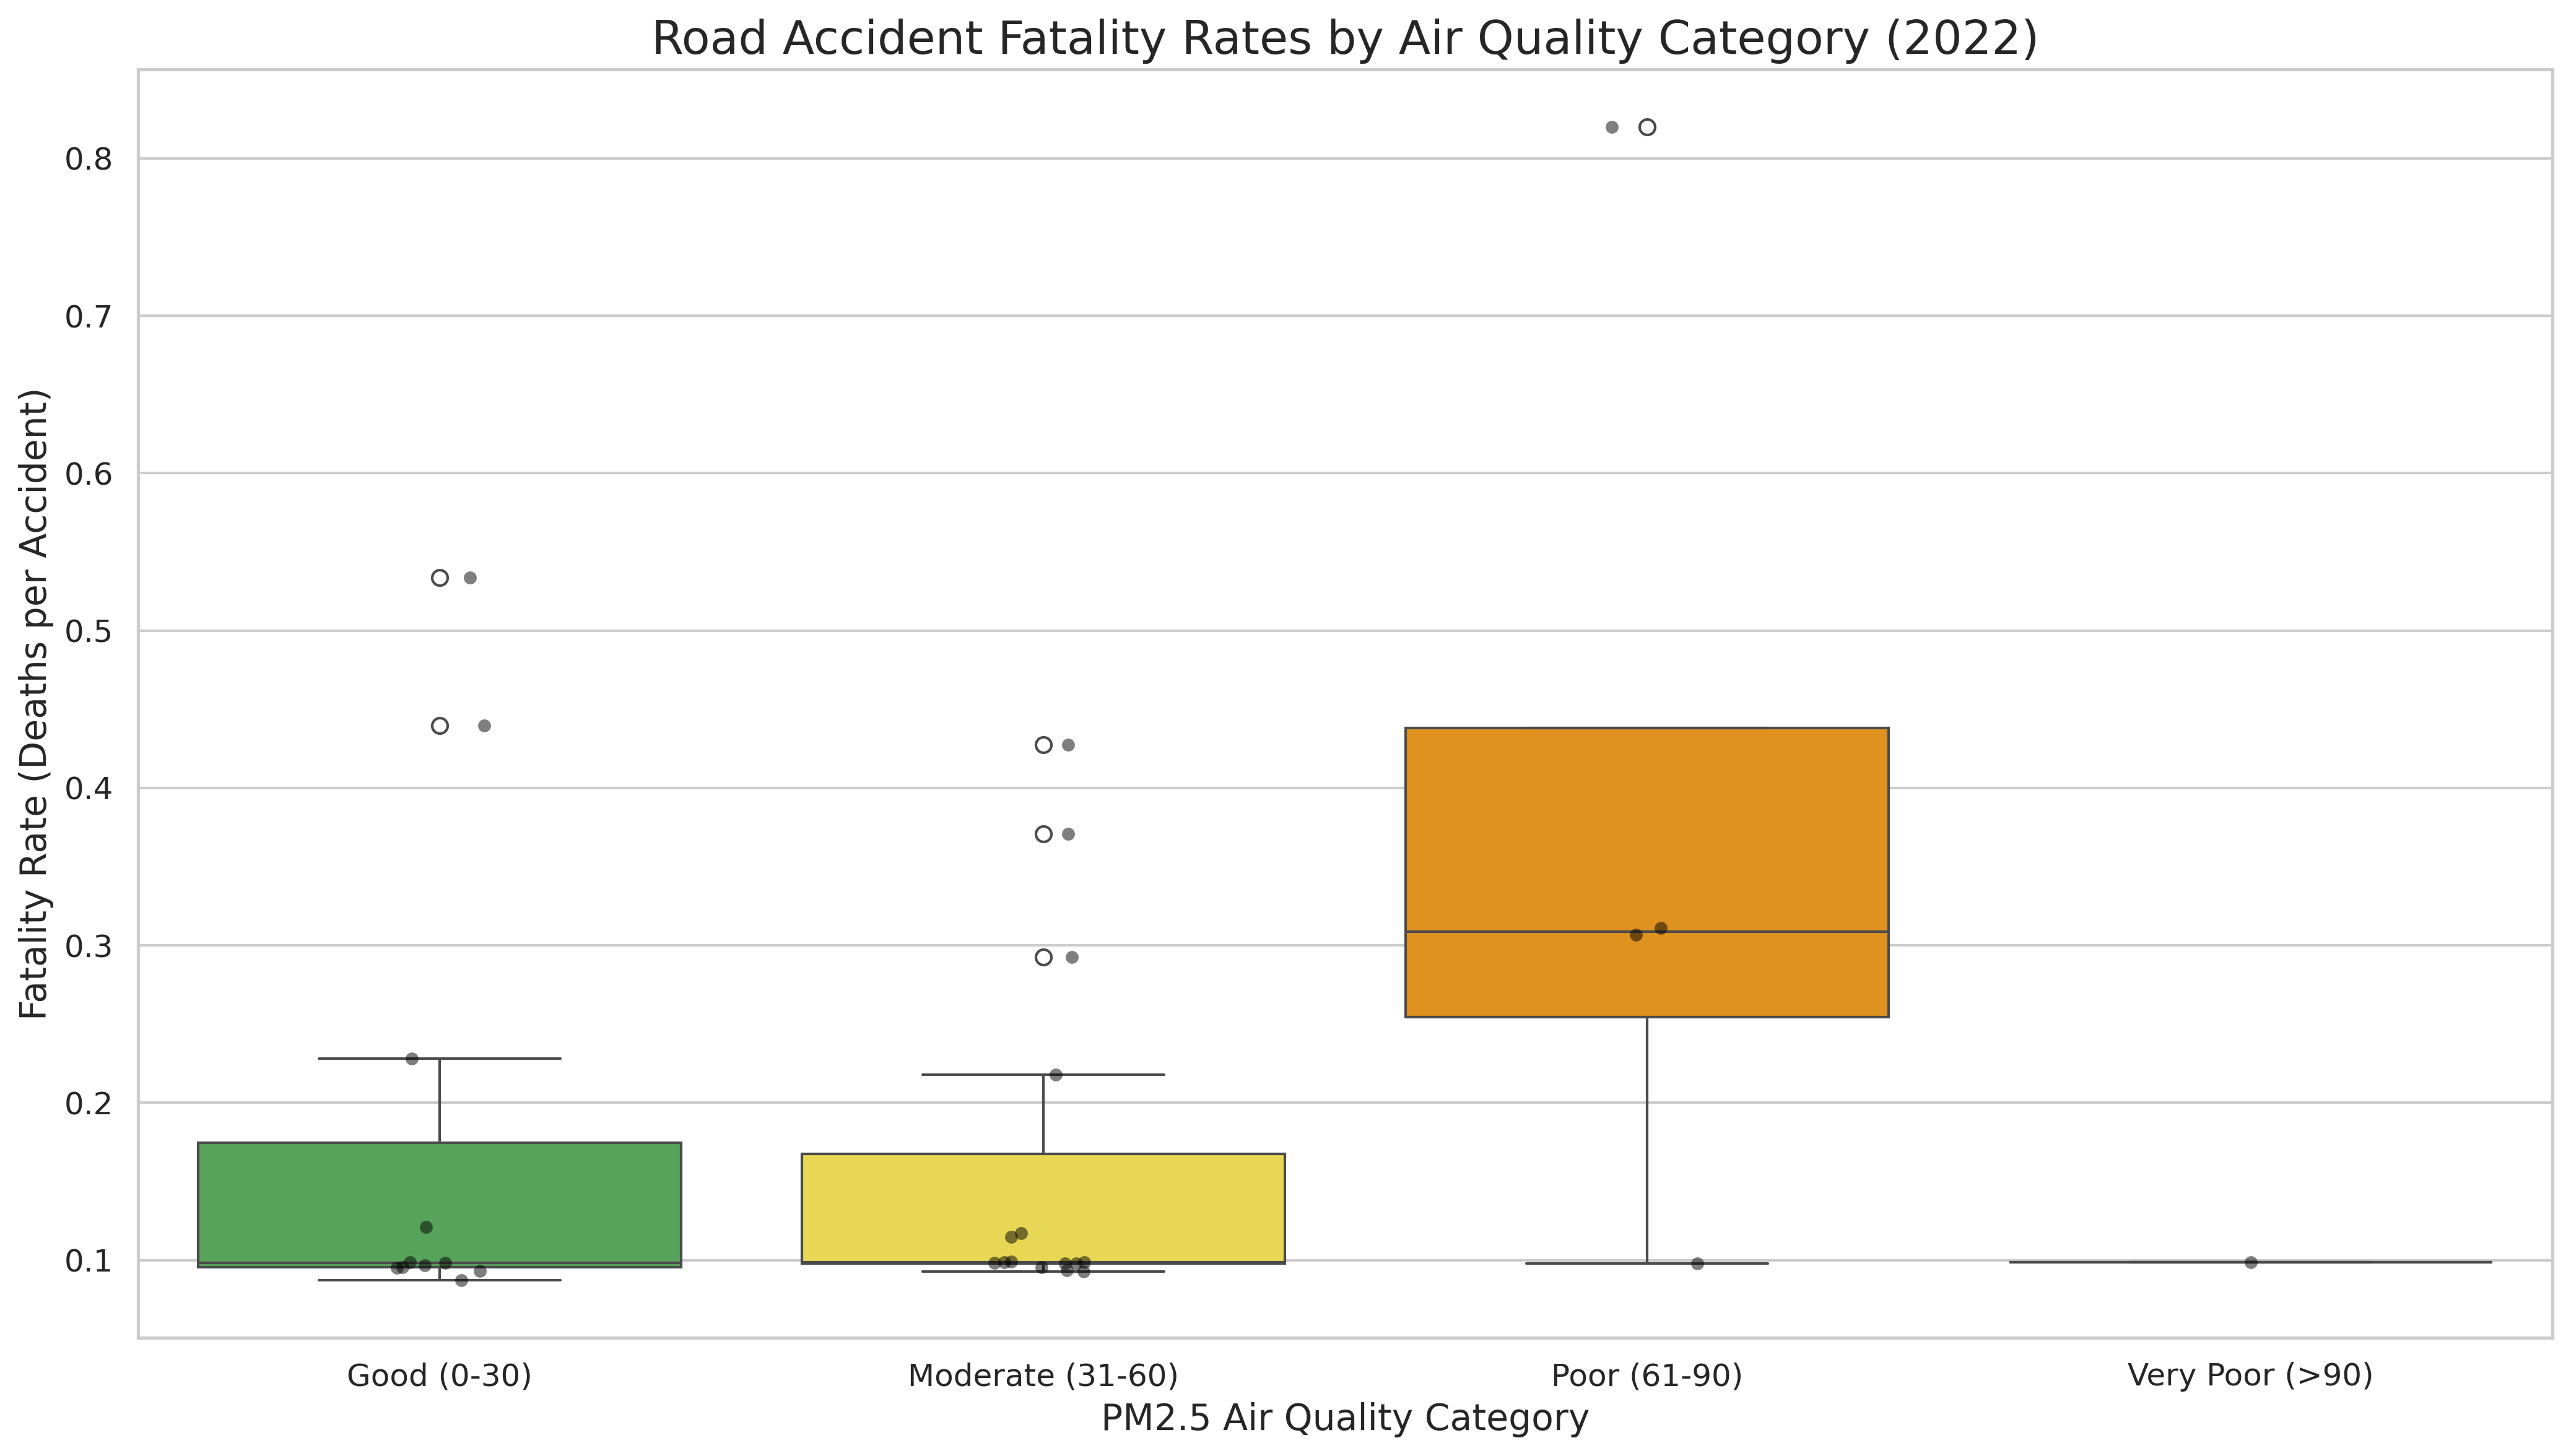 Road Accident Fatality Rates by Air Quality Category (2022)
Fatality Rate (Deaths per Accident)
0.8
0.7
0.6
0.5
0.4
0.3
0.2
0.1
Good (0-30)
Moderate (31-60)
Poor (61-90)
Very Poor (>90)
PM2.5 Air Quality Category